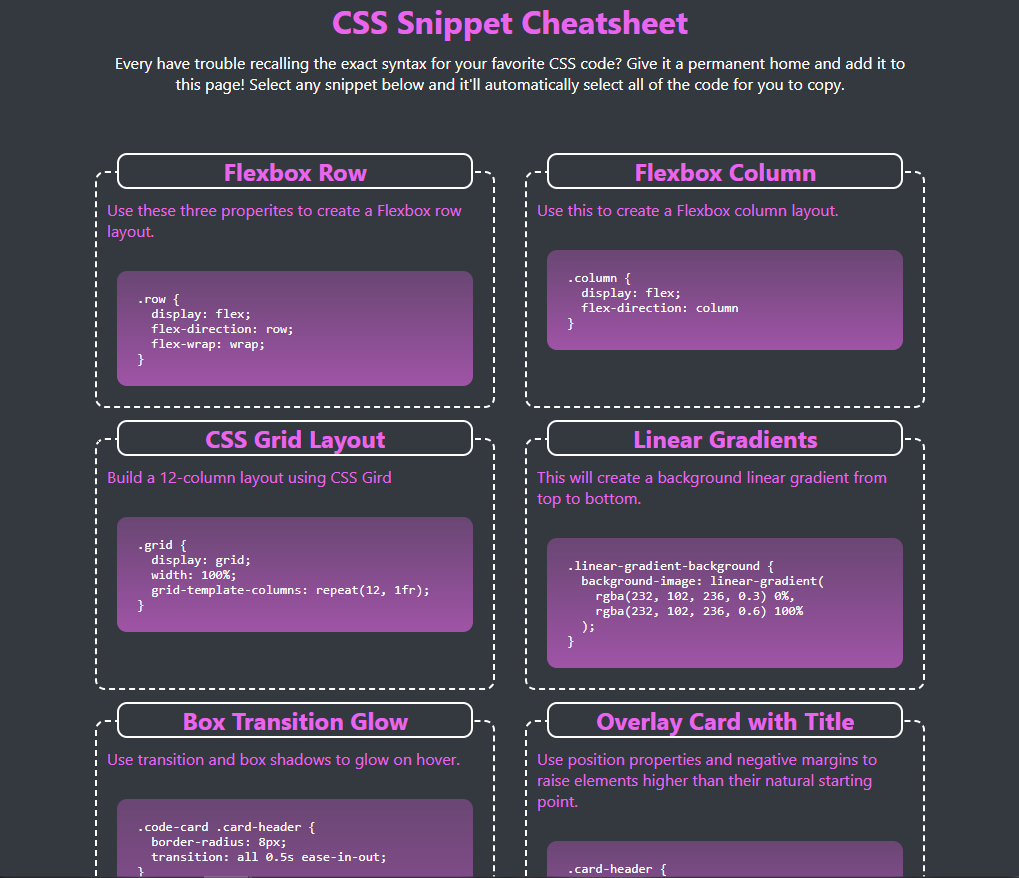 CSS Snippet Cheatsheet
Every have trouble recalling the exact syntax for your favorite CSS code? Give it a permanent home and add it to
this page! Select any snippet below and it'll automatically select all of the code for you to copy.
Flexbox Row
Use these three properites to create a Flexbox row
layout.
.row {
  display: flex;
  flex-direction: row;
  flex-wrap: wrap;
}
Flexbox Column
Use this to create a Flexbox column layout.
.column {
  display: flex;
  flex-direction: column
}
CSS Grid Layout
Build a 12-column layout using CSS Gird
.grid {
  display: grid;
  width: 100%;
  grid-template-columns: repeat(12, 1fr);
}
Linear Gradients
This will create a background linear gradient from
top to bottom.
.linear-gradient-background {
  background-image: linear-gradient(
    rgba(232, 102, 236, 0.3) 0%,
    rgba(232, 102, 236, 0.6) 100%
  );
}
Box Transition Glow
Use transition and box shadows to glow on hover.
.code-card .card-header {
  border-radius: 8px;
  transition: all 0.5s ease-in-out;
}
Overlay Card with Title
Use position properties and negative margins to
raise elements higher than their natural starting
point.
.card-header {